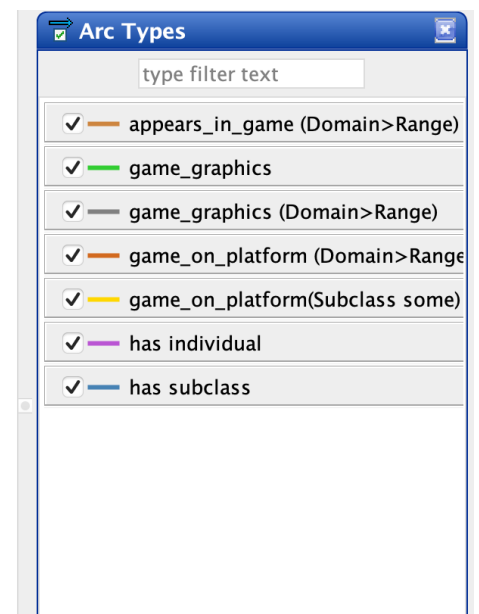 Arc Types
type filter text
appears_in_game (Domain>Range)
game_graphics
game_graphics (Domain>Range)
game_on_platform (Domain>Range
game_on_platform(Subclass some)
has individual
has subclass